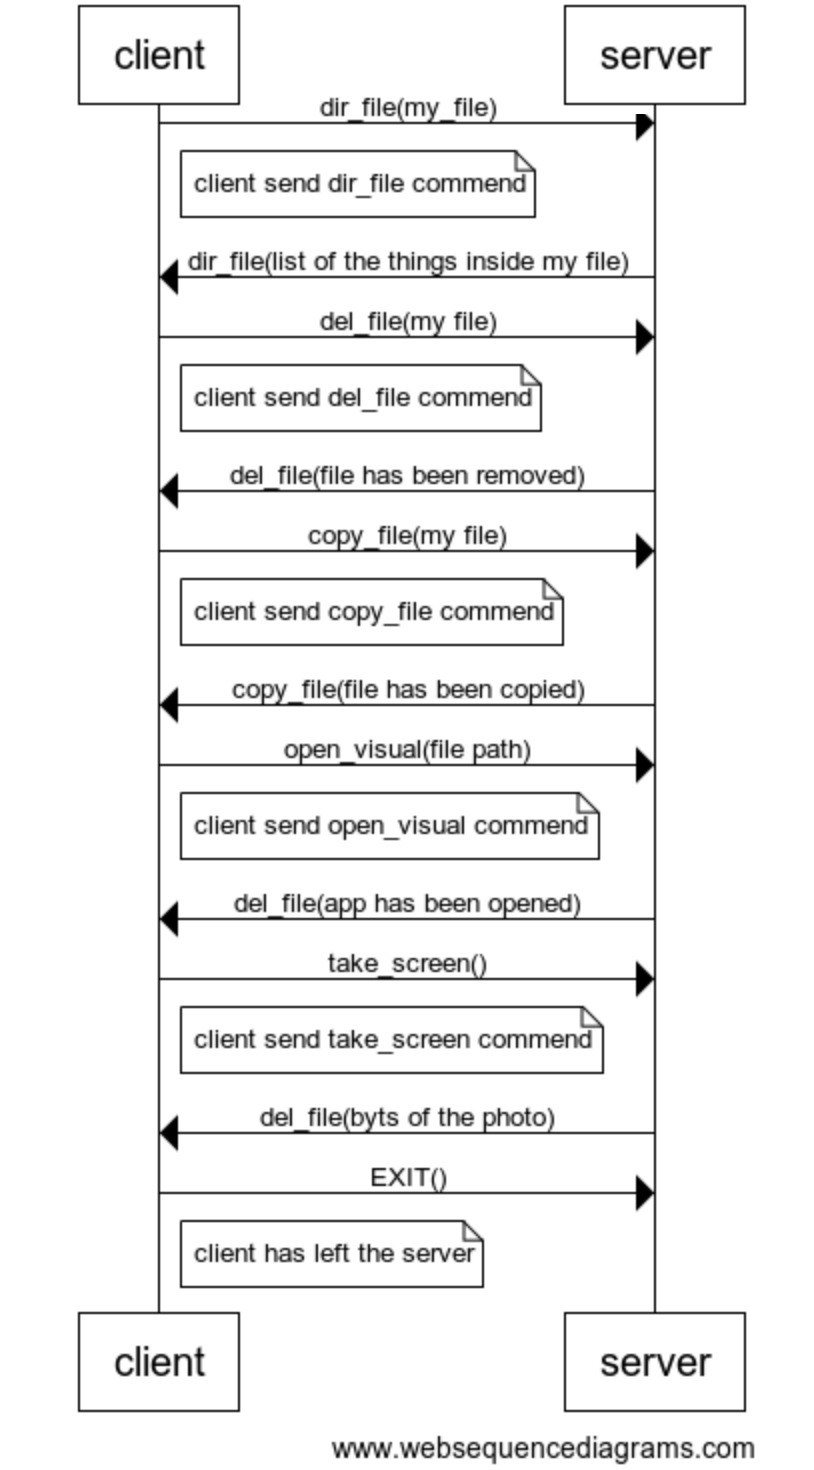 client
server
dir_file(my_file)
client send dir_file commend
dir_file(list of the things inside my file)
del_file(my file)
client send del_file commend
del_file(file has been removed)
copy_file(my file)
client send copy_file commend
copy_file(file has been copied)
open_visual(file path)
client send open_visual commend
del_file(app has been opened)
take_screen()
client send take_screen commend
del_file(byts of the photo)
EXIT()
client has left the server
client
server
www.websequencediagrams.com